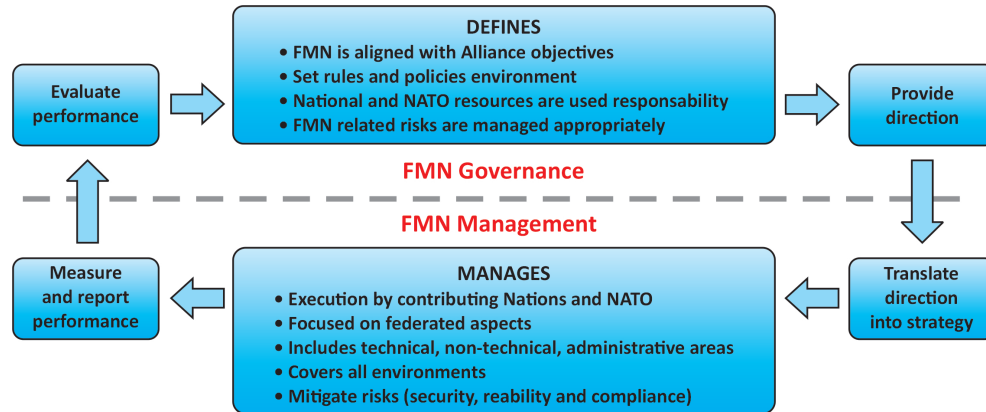 DEFINES
• FMN is aligned with Alliance objectives
• Set rules and policies environment
• National and NATO resources are used responsability
• FMN related risks are managed appropriately
Evaluate
performance
Provide
direction
FMN Governance
FMN Management
Measure
and report
performance
MANAGES
• Execution by contributing Nations and NATO
• Focused on federated aspects
• Includes technical, non-technical, administrative areas
• Covers all environments
• Mitigate risks (security, reability and compliance)
Translate
direction
into strategy